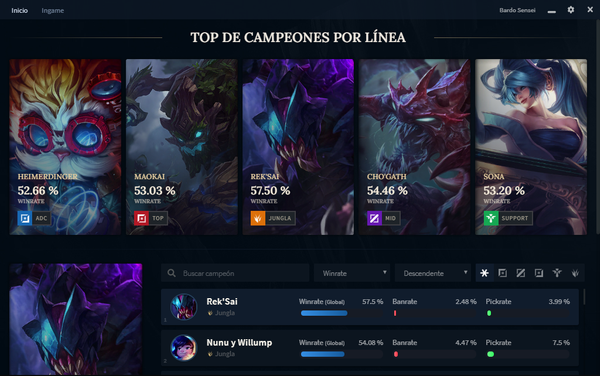 Inicio Ingame Bardo Sensei
TOP DE CAMPEONES POR LÍNEA
HEIMERDINGER MAOKAI REK'SAI CHO'GATH SONA
52.66 % 53.03 % 57.50 % 54.46 % 53.20 %
WINRATE WINRATE WINRATE WINRATE WINRATE
ADC TOP JUNGLA MID SUPPORT
Buscar campeón Winrate Descendente
Rek'Sai Winrate (Global) 57.5 % Banrate 2.48 % Pickrate 3.99 %
1 Jungla
Nunu y Willump Winrate (Global) 54.08 % Banrate 4.47 % Pickrate 7.5 %
2 Jungla